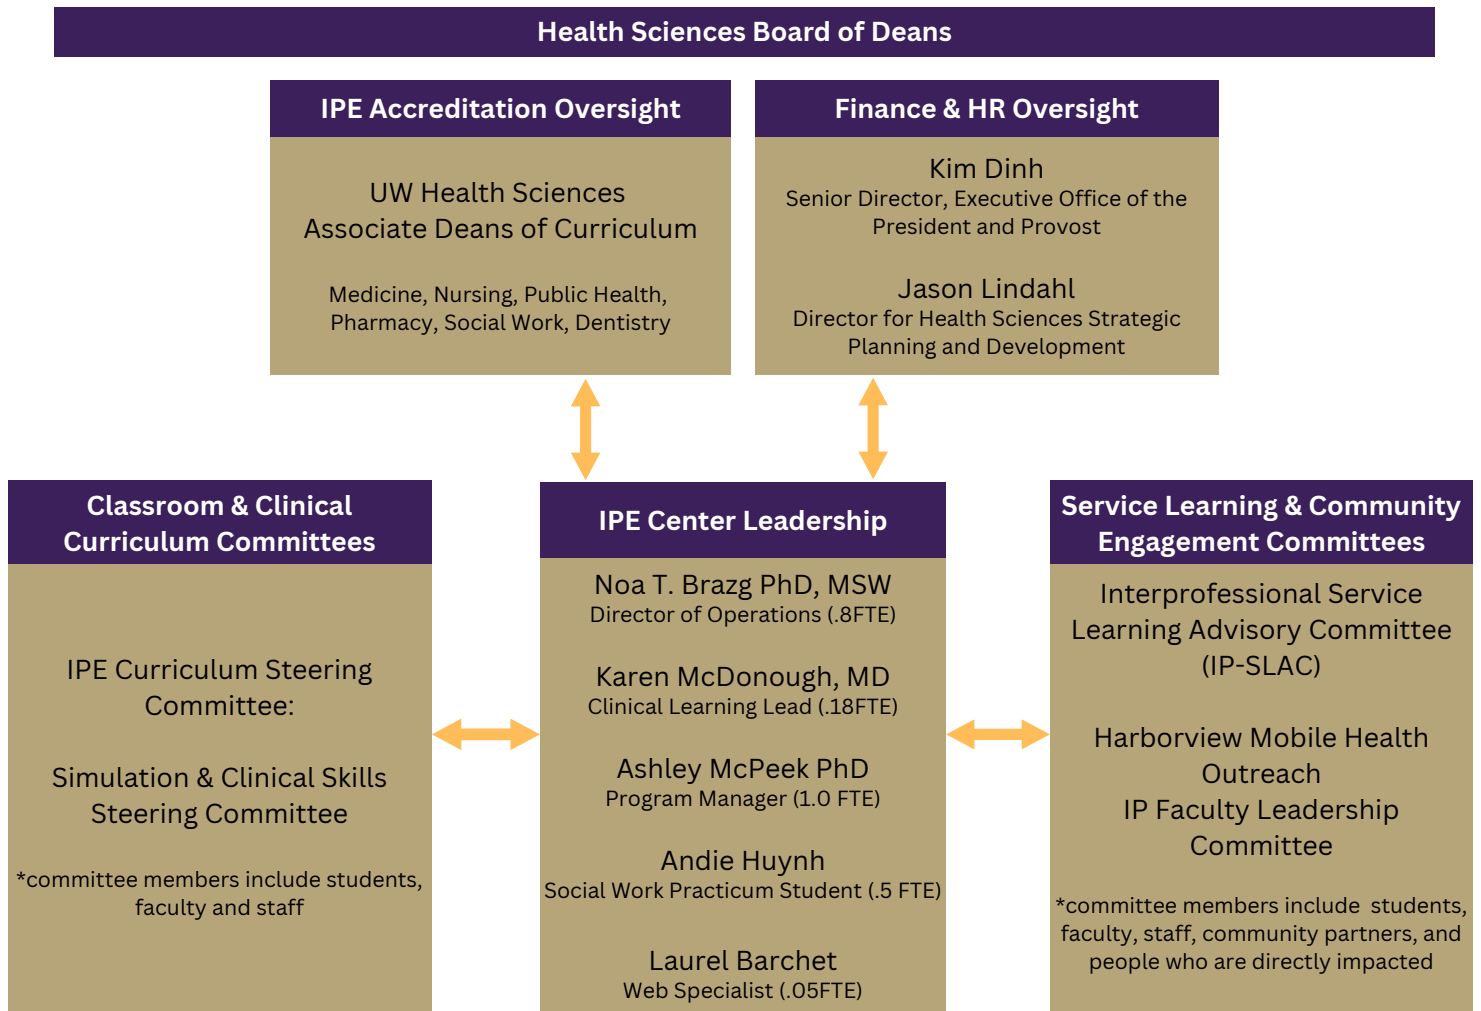 Health Sciences Board of Deans
IPE Accreditation Oversight
UW Health Sciences
Associate Deans of Curriculum
Medicine, Nursing, Public Health,
Pharmacy, Social Work, Dentistry
Finance & HR Oversight
Kim Dinh
Senior Director, Executive Office of the
President and Provost
Jason Lindahl
Director for Health Sciences Strategic
Planning and Development
Classroom & Clinical
Curriculum Committees
IPE Curriculum Steering
Committee:
Simulation & Clinical Skills
Steering Committee
*committee members include students,
faculty and staff
IPE Center Leadership
Noa T. Brazg PhD, MSW
Director of Operations (.8FTE)
Karen McDonough, MD
Clinical Learning Lead (.18FTE)
Ashley McPeek PhD
Program Manager (1.0 FTE)
Andie Huynh
Social Work Practicum Student (.5 FTE)
Laurel Barchet
Web Specialist (.05FTE)
Service Learning & Community
Engagement Committees
Interprofessional Service
Learning Advisory Committee
(IP-SLAC)
Harborview Mobile Health
Outreach
IP Faculty Leadership
Committee
*committee members include  students,
faculty, staff, community partners, and
people who are directly impacted